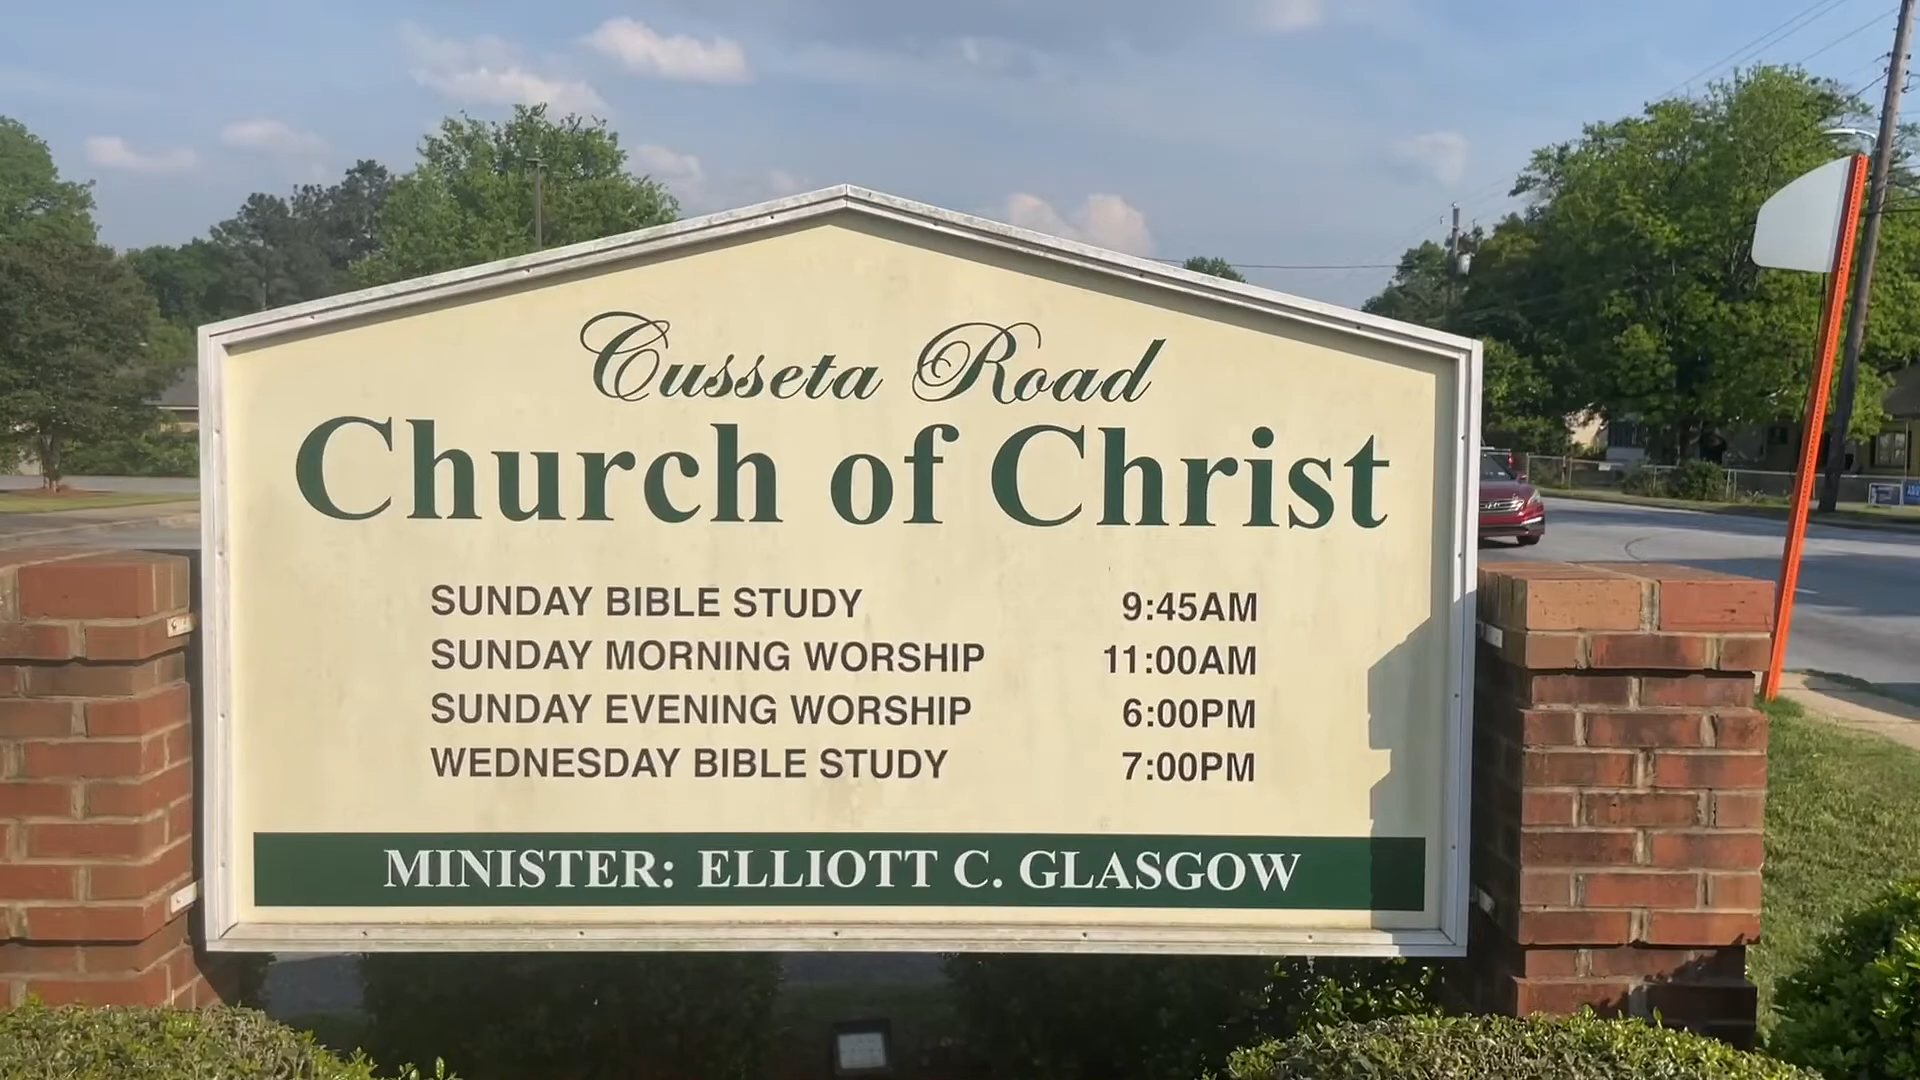 Cusseta Road
Church of Christ
SUNDAY BIBLE STUDY 9:45AM
SUNDAY MORNING WORSHIP 11:00AM
SUNDAY EVENING WORSHIP 6:00PM
WEDNESDAY BIBLE STUDY 7:00PM
MINISTER: ELLIOTT C. GLASGOW